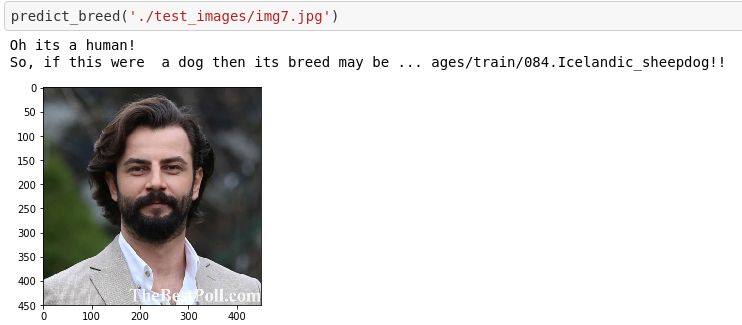 predict_breed('./test_images/img7.jpg')
Oh its a human!
So, if this were  a dog then its breed may be ... ages/train/084.Icelandic_sheepdog!!
0
50
100
150
200
250
300
350
400
450
TheBestPoll.com
0 100 200 300 400